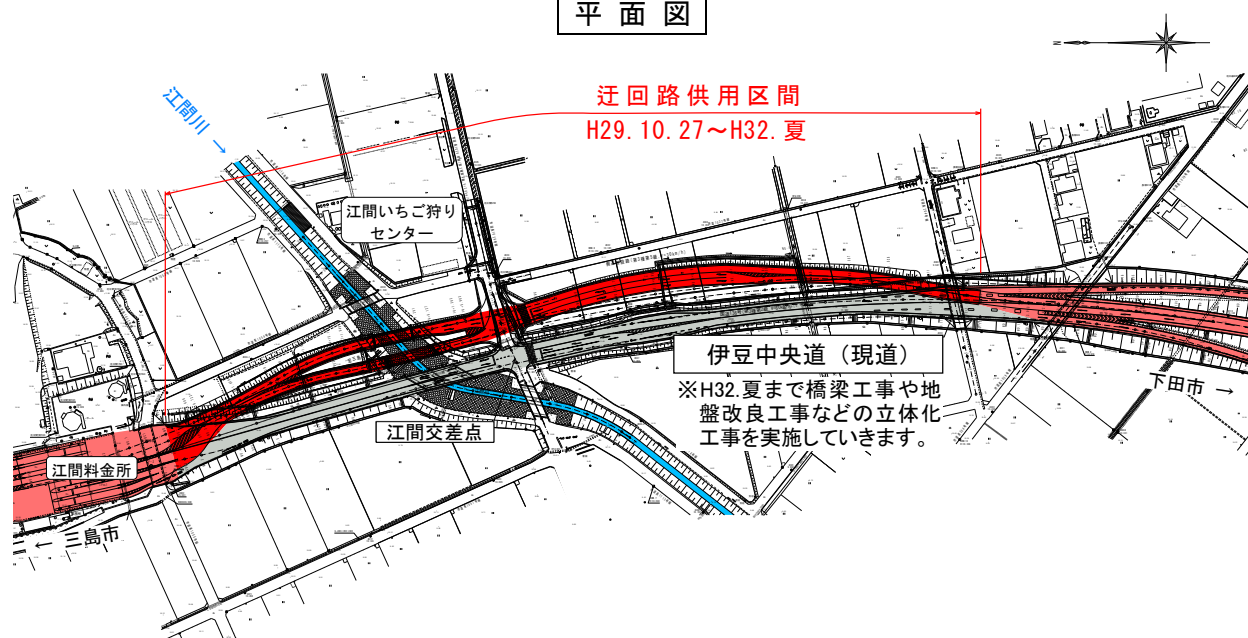 平面図
N
迂回路供用区間
H29.10.27～H32.夏
江間川 →
江間いちご狩り
センター
伊豆中央道（現道）
※H32.夏まで橋梁工事や地
盤改良工事などの立体化
工事を実施していきます。
下田市 →
江間交差点
江間料金所
← 三島市